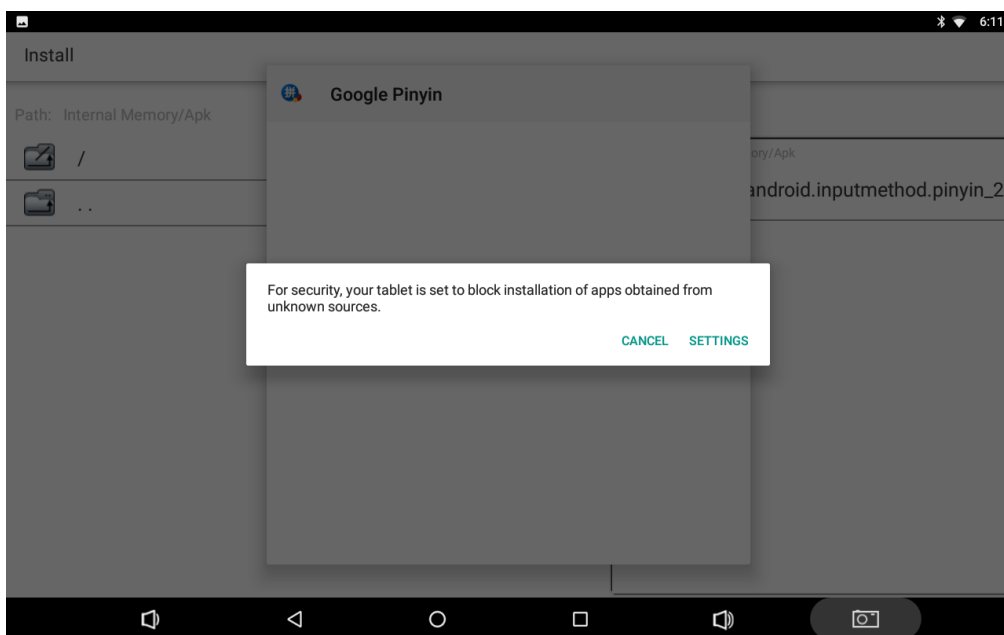 6:11
Install
Google Pinyin
Path: Internal Memory/Apk
/
ory/Apk
android.inputmethod.pinyin_2
..
For security, your tablet is set to block installation of apps obtained from
unknown sources.
CANCEL SETTINGS